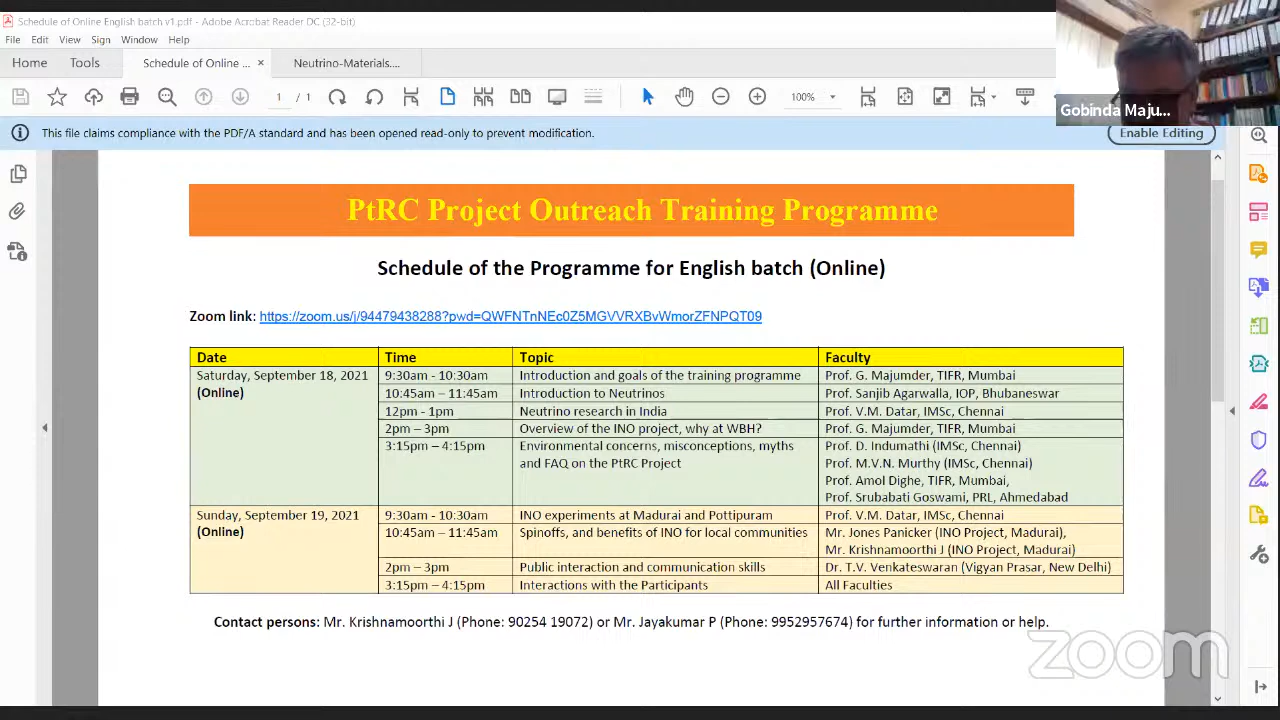 Schedule of Online English batch v1.pdf - Adobe Acrobat Reader DC (32-bit)
File Edit View Sign Window Help
Home Tools Schedule of Online ... × Neutrino-Materials....
1 / 1 100%
Gobinda Maju...
This file claims compliance with the PDF/A standard and has been opened read-only to prevent modification. Enable Editing
PtRC Project Outreach Training Programme
Schedule of the Programme for English batch (Online)
Zoom link: https://zoom.us/j/94479438288?pwd=QWFNTnNEc0Z5MGVVRXBvWmorZFNPQT09
Date Time Topic Faculty
Saturday, September 18, 2021 9:30am - 10:30am Introduction and goals of the training programme Prof. G. Majumder, TIFR, Mumbai
(Online) 10:45am – 11:45am Introduction to Neutrinos Prof. Sanjib Agarwalla, IOP, Bhubaneswar
12pm - 1pm Neutrino research in India Prof. V.M. Datar, IMSc, Chennai
2pm – 3pm Overview of the INO project, why at WBH? Prof. G. Majumder, TIFR, Mumbai
3:15pm – 4:15pm Environmental concerns, misconceptions, myths Prof. D. Indumathi (IMSc, Chennai)
and FAQ on the PtRC Project Prof. M.V.N. Murthy (IMSc, Chennai)
Prof. Amol Dighe, TIFR, Mumbai,
Prof. Srubabati Goswami, PRL, Ahmedabad
Sunday, September 19, 2021 9:30am - 10:30am INO experiments at Madurai and Pottipuram Prof. V.M. Datar, IMSc, Chennai
(Online) 10:45am – 11:45am Spinoffs, and benefits of INO for local communities Mr. Jones Panicker (INO Project, Madurai),
Mr. Krishnamoorthi J (INO Project, Madurai)
2pm – 3pm Public interaction and communication skills Dr. T.V. Venkateswaran (Vigyan Prasar, New Delhi)
3:15pm – 4:15pm Interactions with the Participants All Faculties
Contact persons: Mr. Krishnamoorthi J (Phone: 90254 19072) or Mr. Jayakumar P (Phone: 9952957674) for further information or help.
zoom